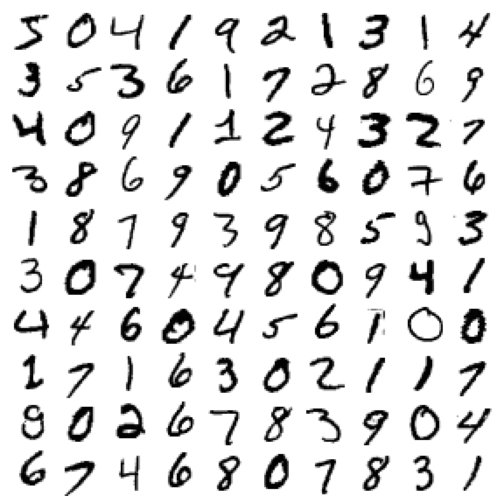 5 0 4 1 9 2 1 3 1 4
3 5 3 6 1 7 2 8 6 9
4 0 9 1 1 2 4 3 2 7
3 8 6 9 0 5 6 0 7 6
1 8 7 9 3 9 8 5 9 3
3 0 7 4 9 8 0 9 4 1
4 4 6 0 4 5 6 1 0 0
1 7 1 6 3 0 2 1 1 7
9 0 2 6 7 8 3 9 0 4
6 7 4 6 8 0 7 8 3 1